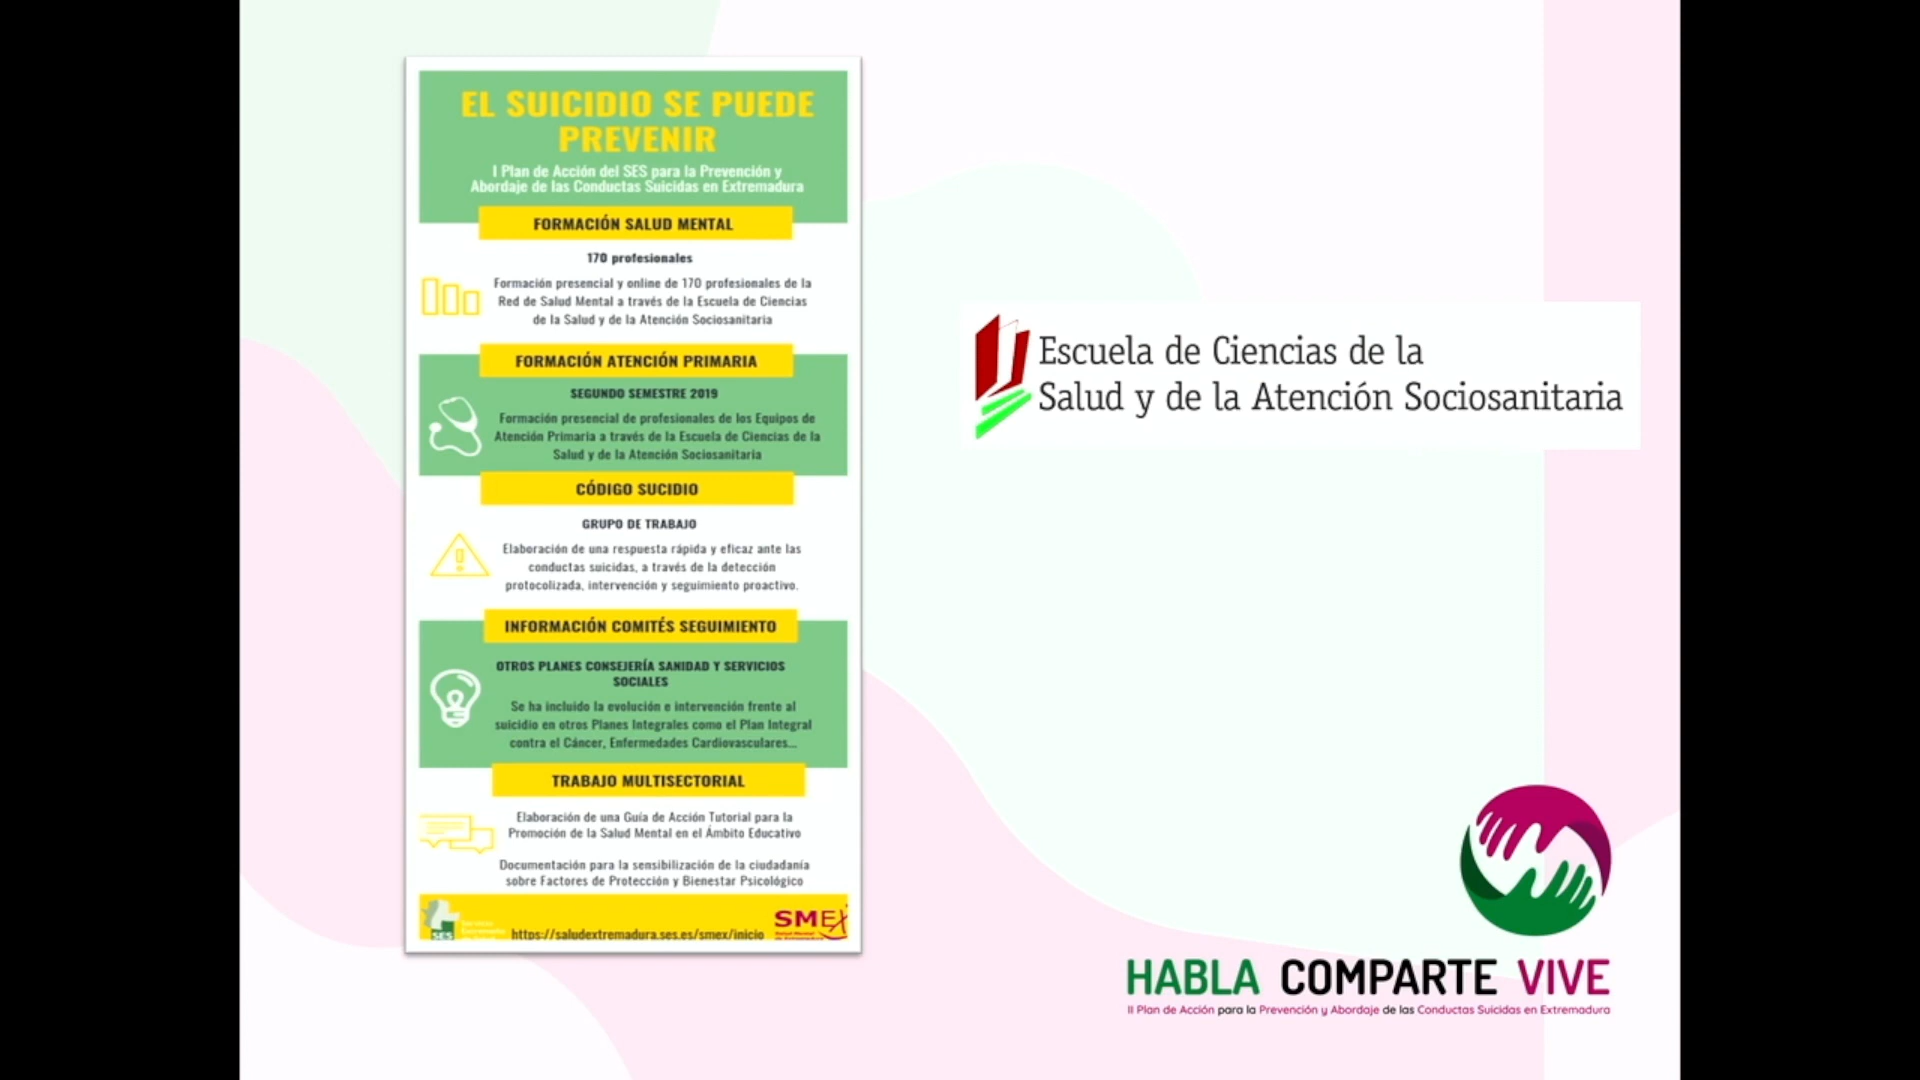 EL SUICIDIO SE PUEDE
PREVENIR
I Plan de Acción del SES para la Prevención y
Abordaje de las Conductas Suicidas en Extremadura
FORMACIÓN SALUD MENTAL
170 profesionales
Formación presencial y online de 170 profesionales de la
Red de Salud Mental a través de la Escuela de Ciencias
de la Salud y de la Atención Sociosanitaria
FORMACIÓN ATENCIÓN PRIMARIA
SEGUNDO SEMESTRE 2019
Formación presencial de profesionales de los Equipos de
Atención Primaria a través de la Escuela de Ciencias de la
Salud y de la Atención Sociosanitaria
CÓDIGO SUCIDIO
GRUPO DE TRABAJO
Elaboración de una respuesta rápida y eficaz ante las
conductas suicidas, a través de la detección
protocolizada, intervención y seguimiento proactivo.
INFORMACIÓN COMITÉS SEGUIMIENTO
OTROS PLANES CONSEJERÍA SANIDAD Y SERVICIOS
SOCIALES
Se ha incluido la evolución e intervención frente al
suicidio en otros Planes Integrales como el Plan Integral
contra el Cáncer, Enfermedades Cardiovasculares...
TRABAJO MULTISECTORIAL
Elaboración de una Guía de Acción Tutorial para la
Promoción de la Salud Mental en el Ámbito Educativo
Documentación para la sensibilización de la ciudadanía
sobre Factores de Protección y Bienestar Psicológico
SES
https://saludextremadura.ses.es/smex/inicio
SMEX
Escuela de Ciencias de la
Salud y de la Atención Sociosanitaria
HABLA COMPARTE VIVE
II Plan de Acción para la Prevención y Abordaje de las Conductas Suicidas en Extremadura